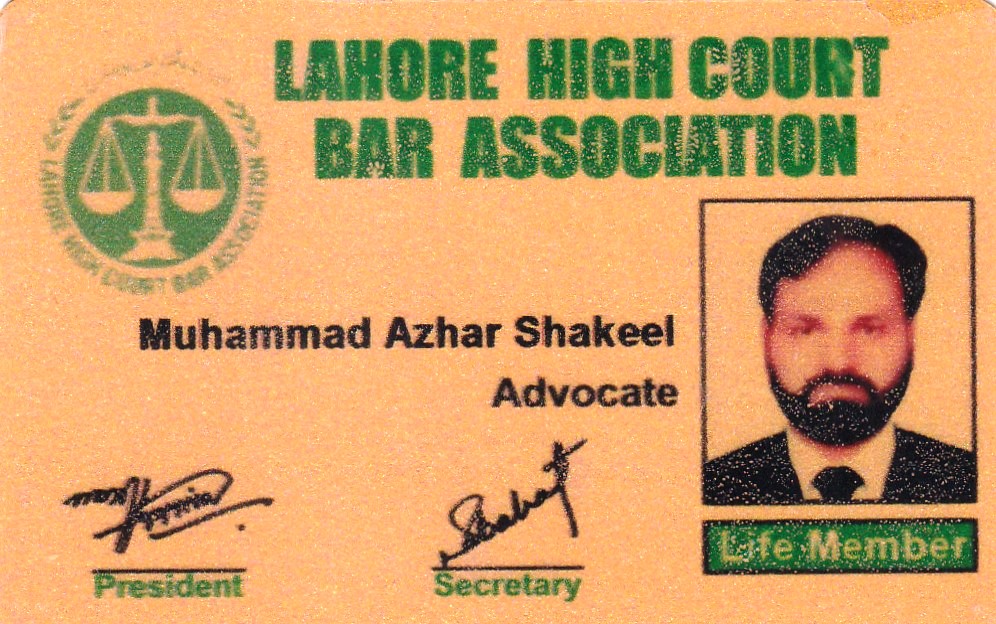 LAHORE HIGH COURT
BAR ASSOCIATION
LAHORE HIGH COURT BAR ASSOCIATION
Muhammad Azhar Shakeel
Advocate
President
Secretary
Life Member